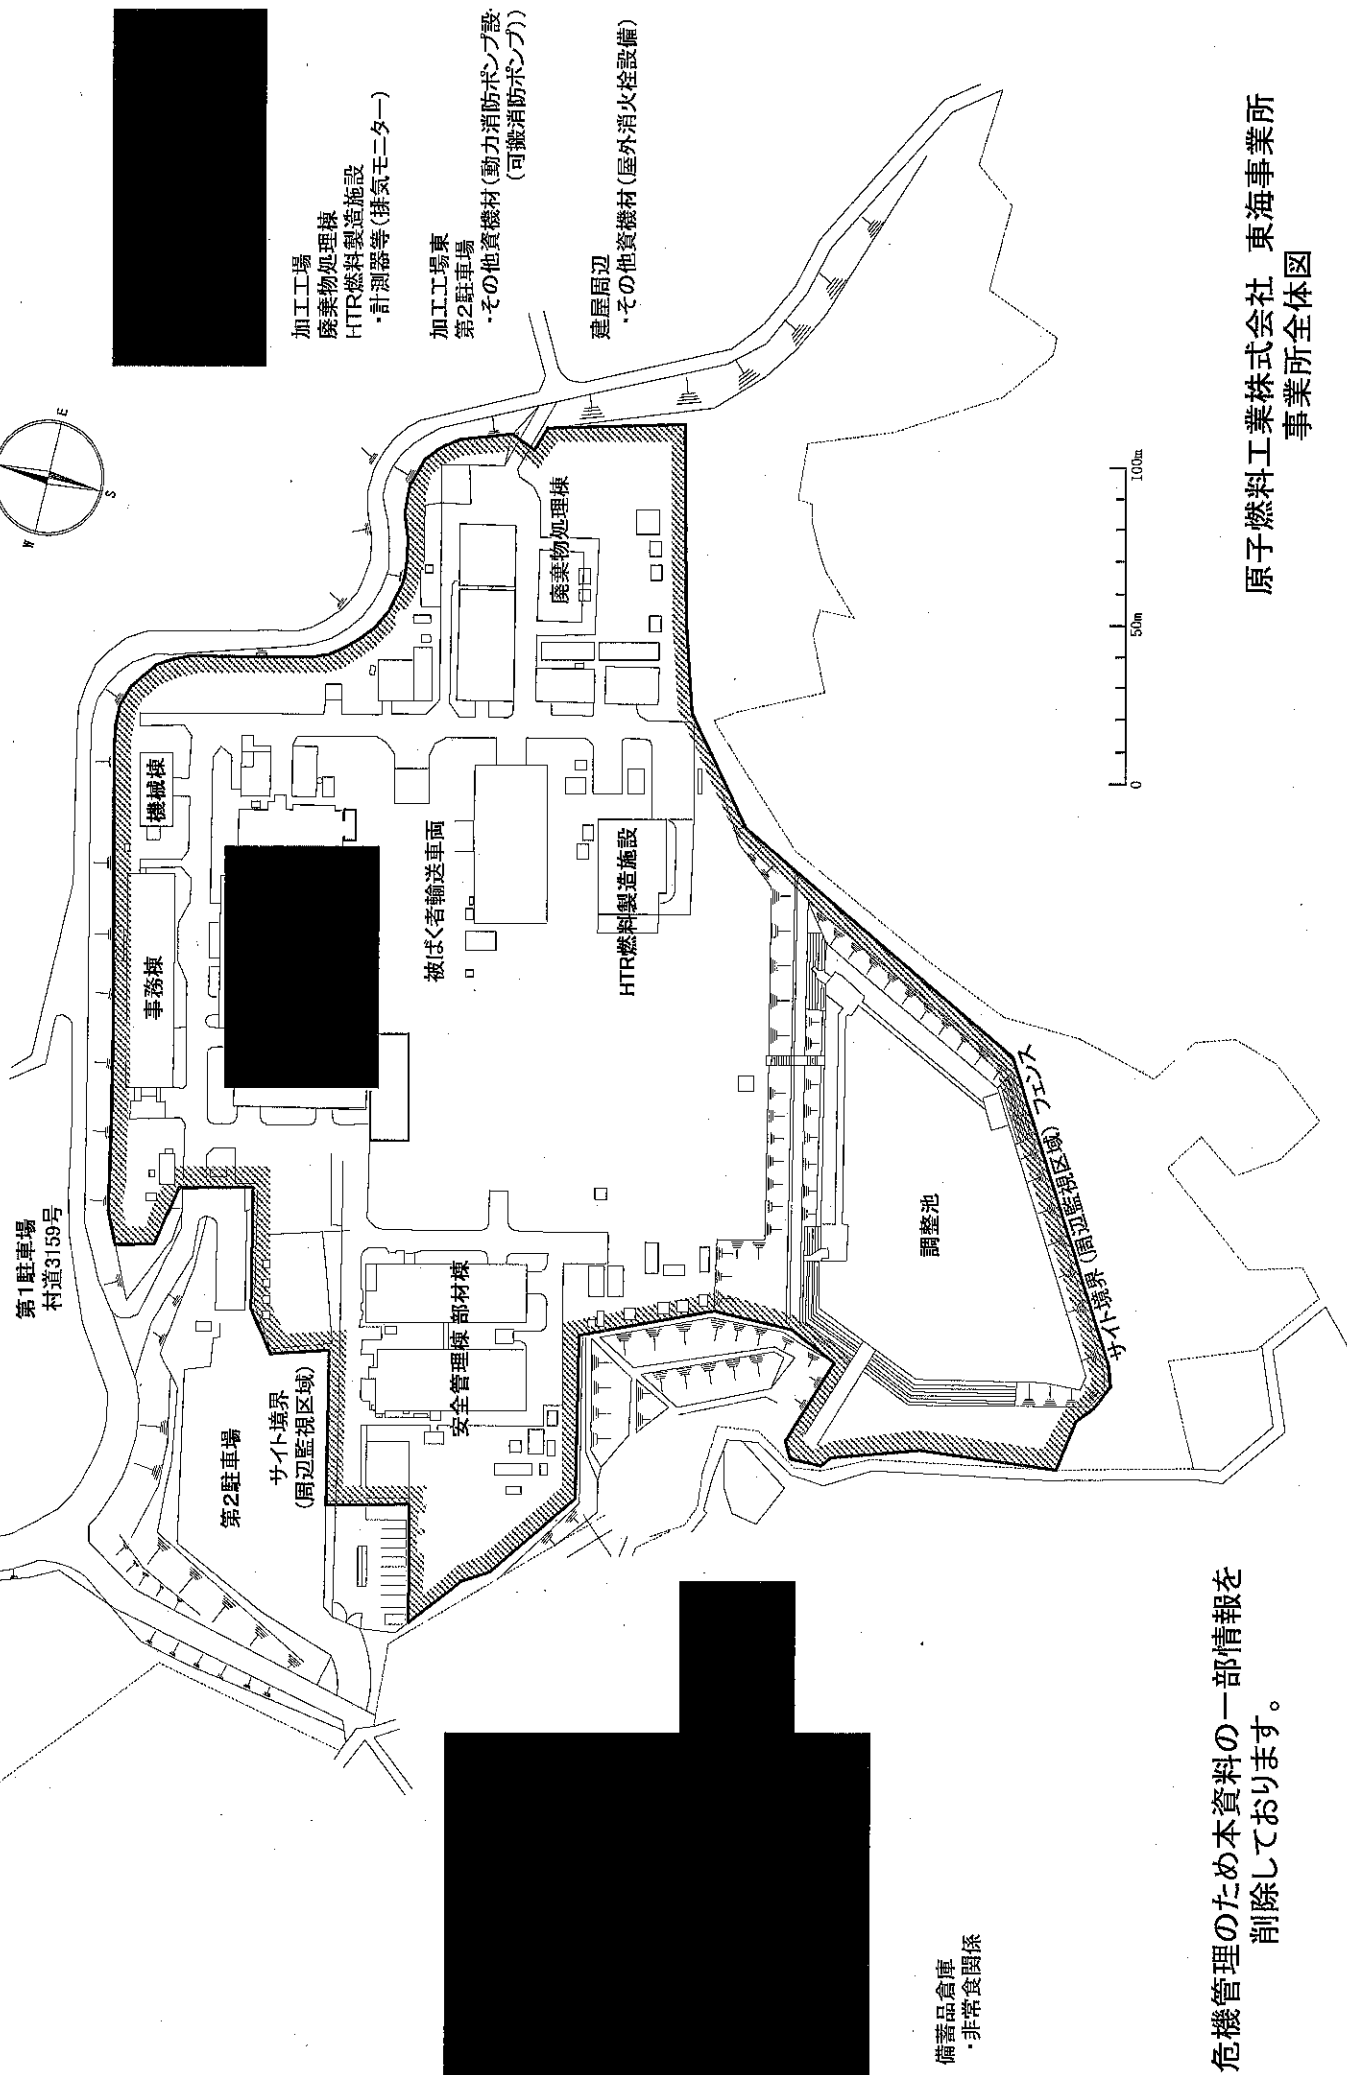 第1駐車場
村道3159号
第2駐車場
サイト境界
(周辺監視区域)
事務棟
機械棟
安全管理棟
部材棟
被ばく者輸送車両
HTR燃料製造施設
廃棄物処理棟
調整池
サイト境界(周辺監視区域) フェンス
W
E
S
加工工場
廃棄物処理棟
HTR燃料製造施設
・計測器等(排気モニター)
加工工場東
第2駐車場
・その他資機材(動力消防ポンプ設
(可搬消防ポンプ))
建屋周辺
・その他資機材(屋外消火栓設備)
備蓄品倉庫
・非常食関係
0
50m
100m
原子燃料工業株式会社 東海事業所
事業所全体図
危機管理のため本資料の一部情報を
削除しております。